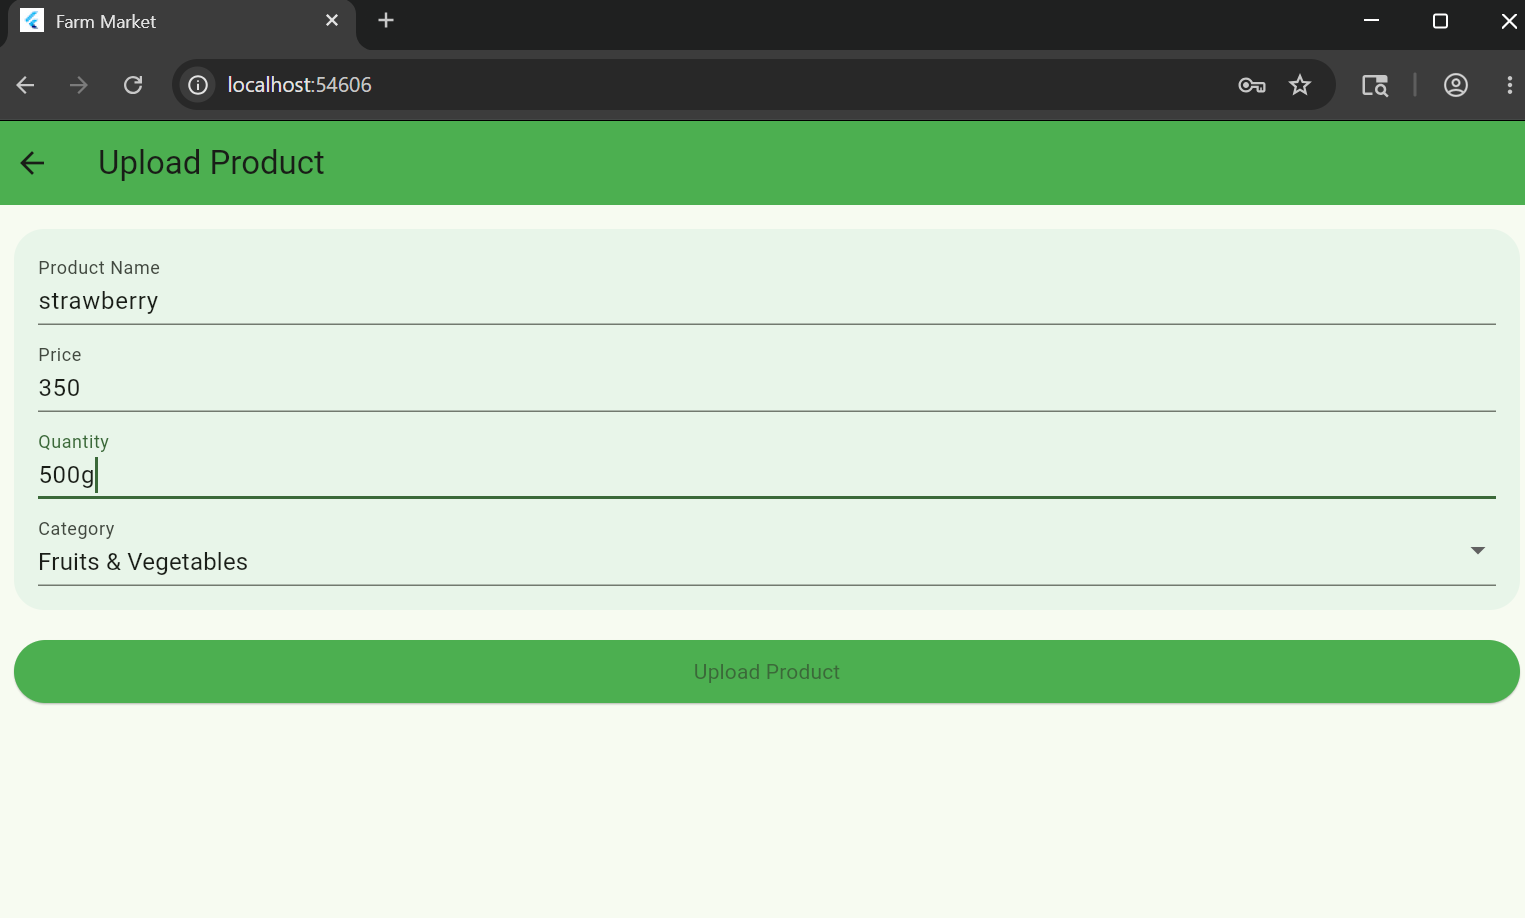 Farm Market
localhost:54606
Upload Product
Product Name
strawberry
Price
350
Quantity
500g
Category
Fruits & Vegetables
Upload Product